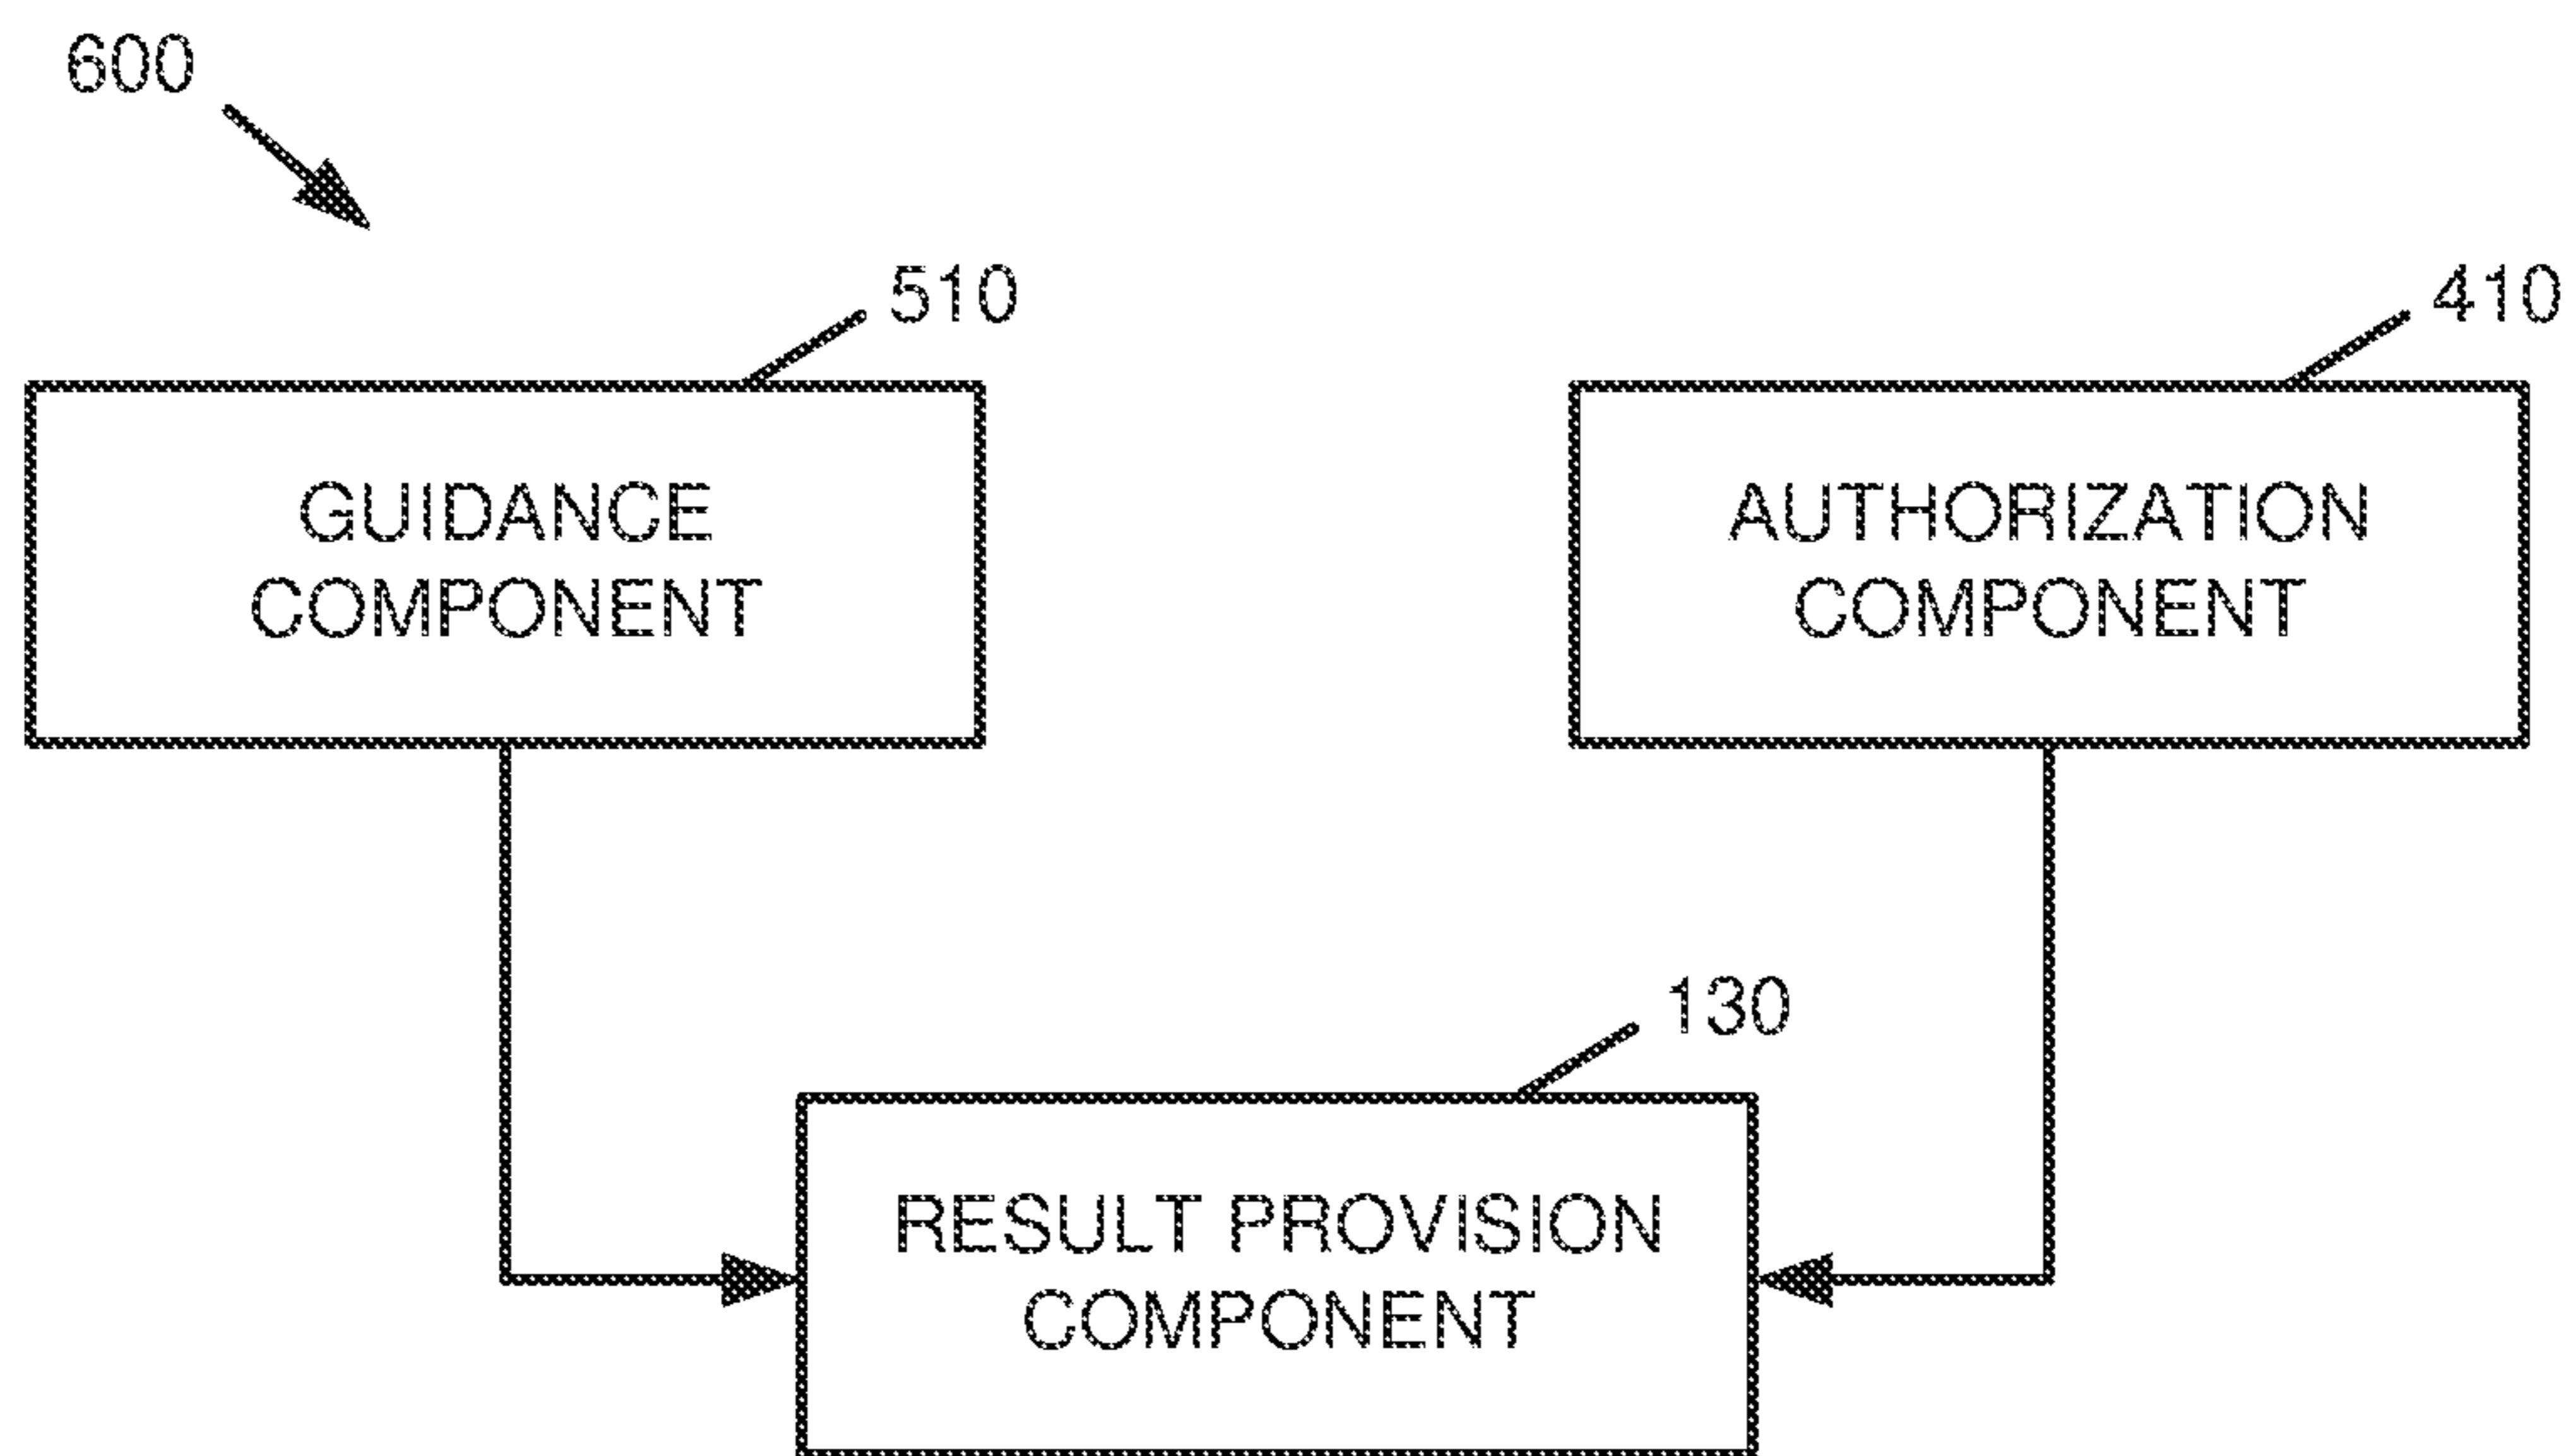 600
510
410
GUIDANCE
COMPONENT
AUTHORIZATION
COMPONENT
130
RESULT PROVISION
COMPONENT